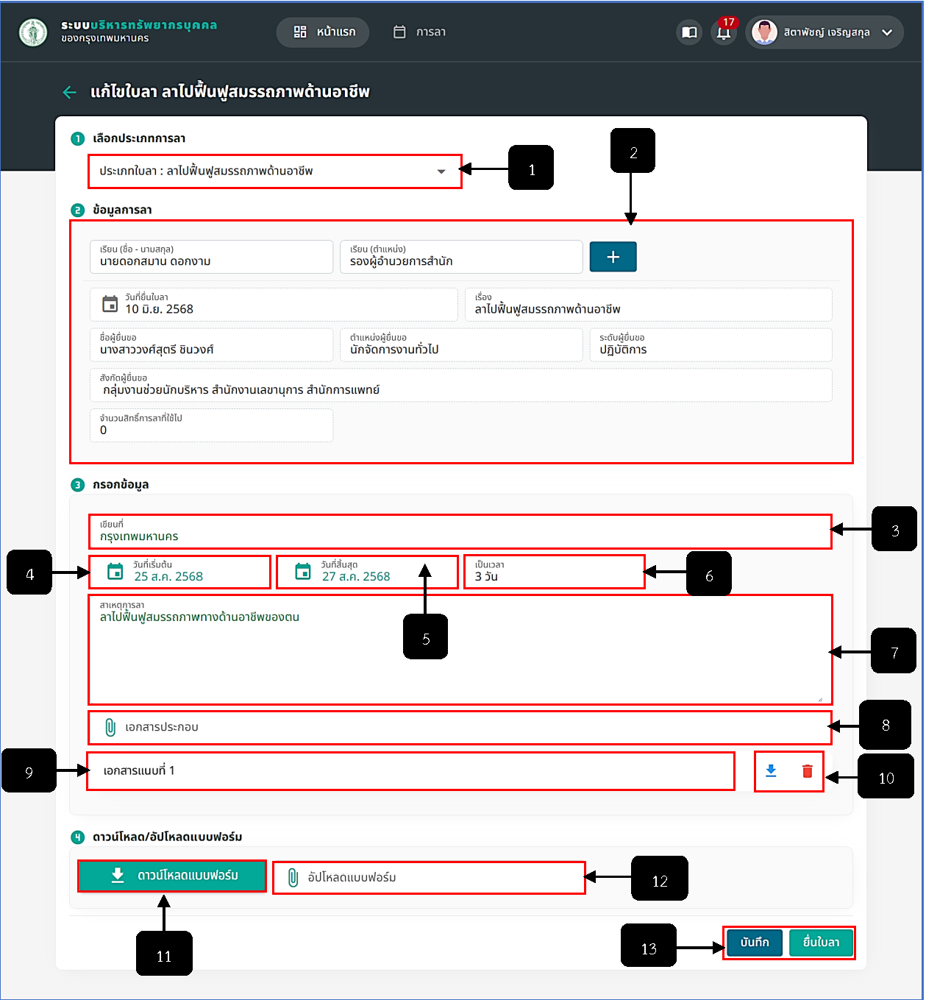 ระบบบริหารทรัพยากรบุคคล
ของกรุงเทพมหานคร
หน้าแรก
การลา
17
สิตาพัชญ์ เจริญสกุล
แก้ไขใบลา ลาไปฟื้นฟูสมรรถภาพด้านอาชีพ
1 เลือกประเภทการลา
ประเภทใบลา : ลาไปฟื้นฟูสมรรถภาพด้านอาชีพ
1
2
2 ข้อมูลการลา
เรียน (ชื่อ - นามสกุล)
นายดอกสมาน ดอกงาม
เรียน (ตำแหน่ง)
รองผู้อำนวยการสำนัก
+
วันที่ยื่นใบลา
10 มิ.ย. 2568
เรื่อง
ลาไปฟื้นฟูสมรรถภาพด้านอาชีพ
ชื่อผู้ยื่นขอ
นางสาววงศ์สุตรี ชินวงศ์
ตำแหน่งผู้ยื่นขอ
นักจัดการงานทั่วไป
ระดับผู้ยื่นขอ
ปฏิบัติการ
สังกัดผู้ยื่นขอ
กลุ่มงานช่วยนักบริหาร สำนักงานเลขานุการ สำนักการแพทย์
จำนวนสิทธิ์การลาที่ใช้ไป
0
3 กรอกข้อมูล
เขียนที่
กรุงเทพมหานคร
3
4
วันที่เริ่มต้น
25 ส.ค. 2568
วันที่สิ้นสุด
27 ส.ค. 2568
เป็นเวลา
3 วัน
6
สาเหตุการลา
ลาไปฟื้นฟูสมรรถภาพทางด้านอาชีพของตน
5
7
เอกสารประกอบ
8
9
เอกสารแนบที่ 1
10
4 ดาวน์โหลด/อัปโหลดแบบฟอร์ม
ดาวน์โหลดแบบฟอร์ม
อัปโหลดแบบฟอร์ม
12
11
13
บันทึก
ยื่นใบลา